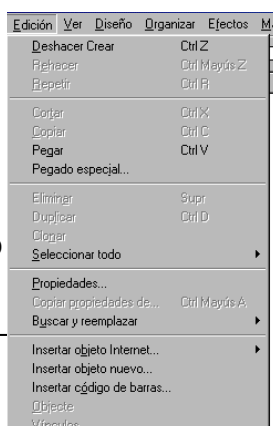 Edición Ver Diseño Organizar Efectos
Deshacer Crear Ctrl Z
Rehacer Ctrl Mayús Z
Repetir Ctrl R
Cortar Ctrl X
Copiar Ctrl C
Pegar Ctrl V
Pegado especial...
Eliminar Supr
Duplicar Ctrl D
Clonar
Seleccionar todo
Propiedades...
Copiar propiedades de... Ctrl Mayús A
Buscar y reemplazar
Insertar objeto Internet...
Insertar objeto nuevo...
Insertar código de barras...
Objecte
Vínculos